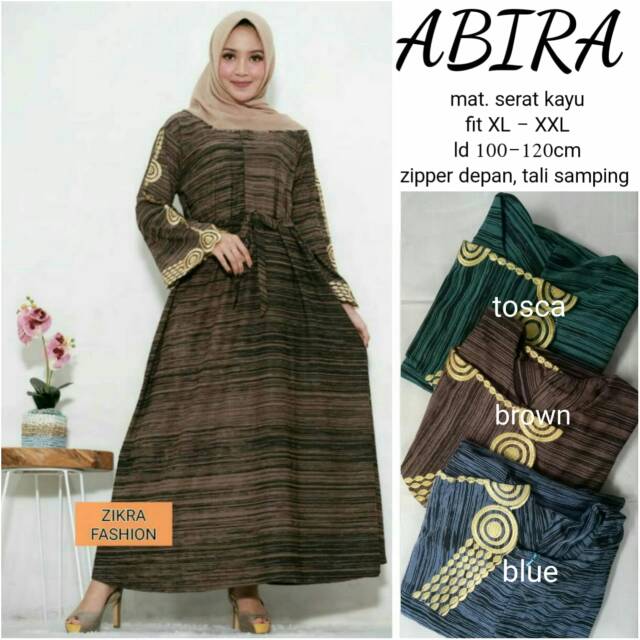 ABIRA
mat. serat kayu
fit XL - XXL
ld 100-120cm
zipper depan, tali samping
tosca
brown
blue
ZIKRA
FASHION